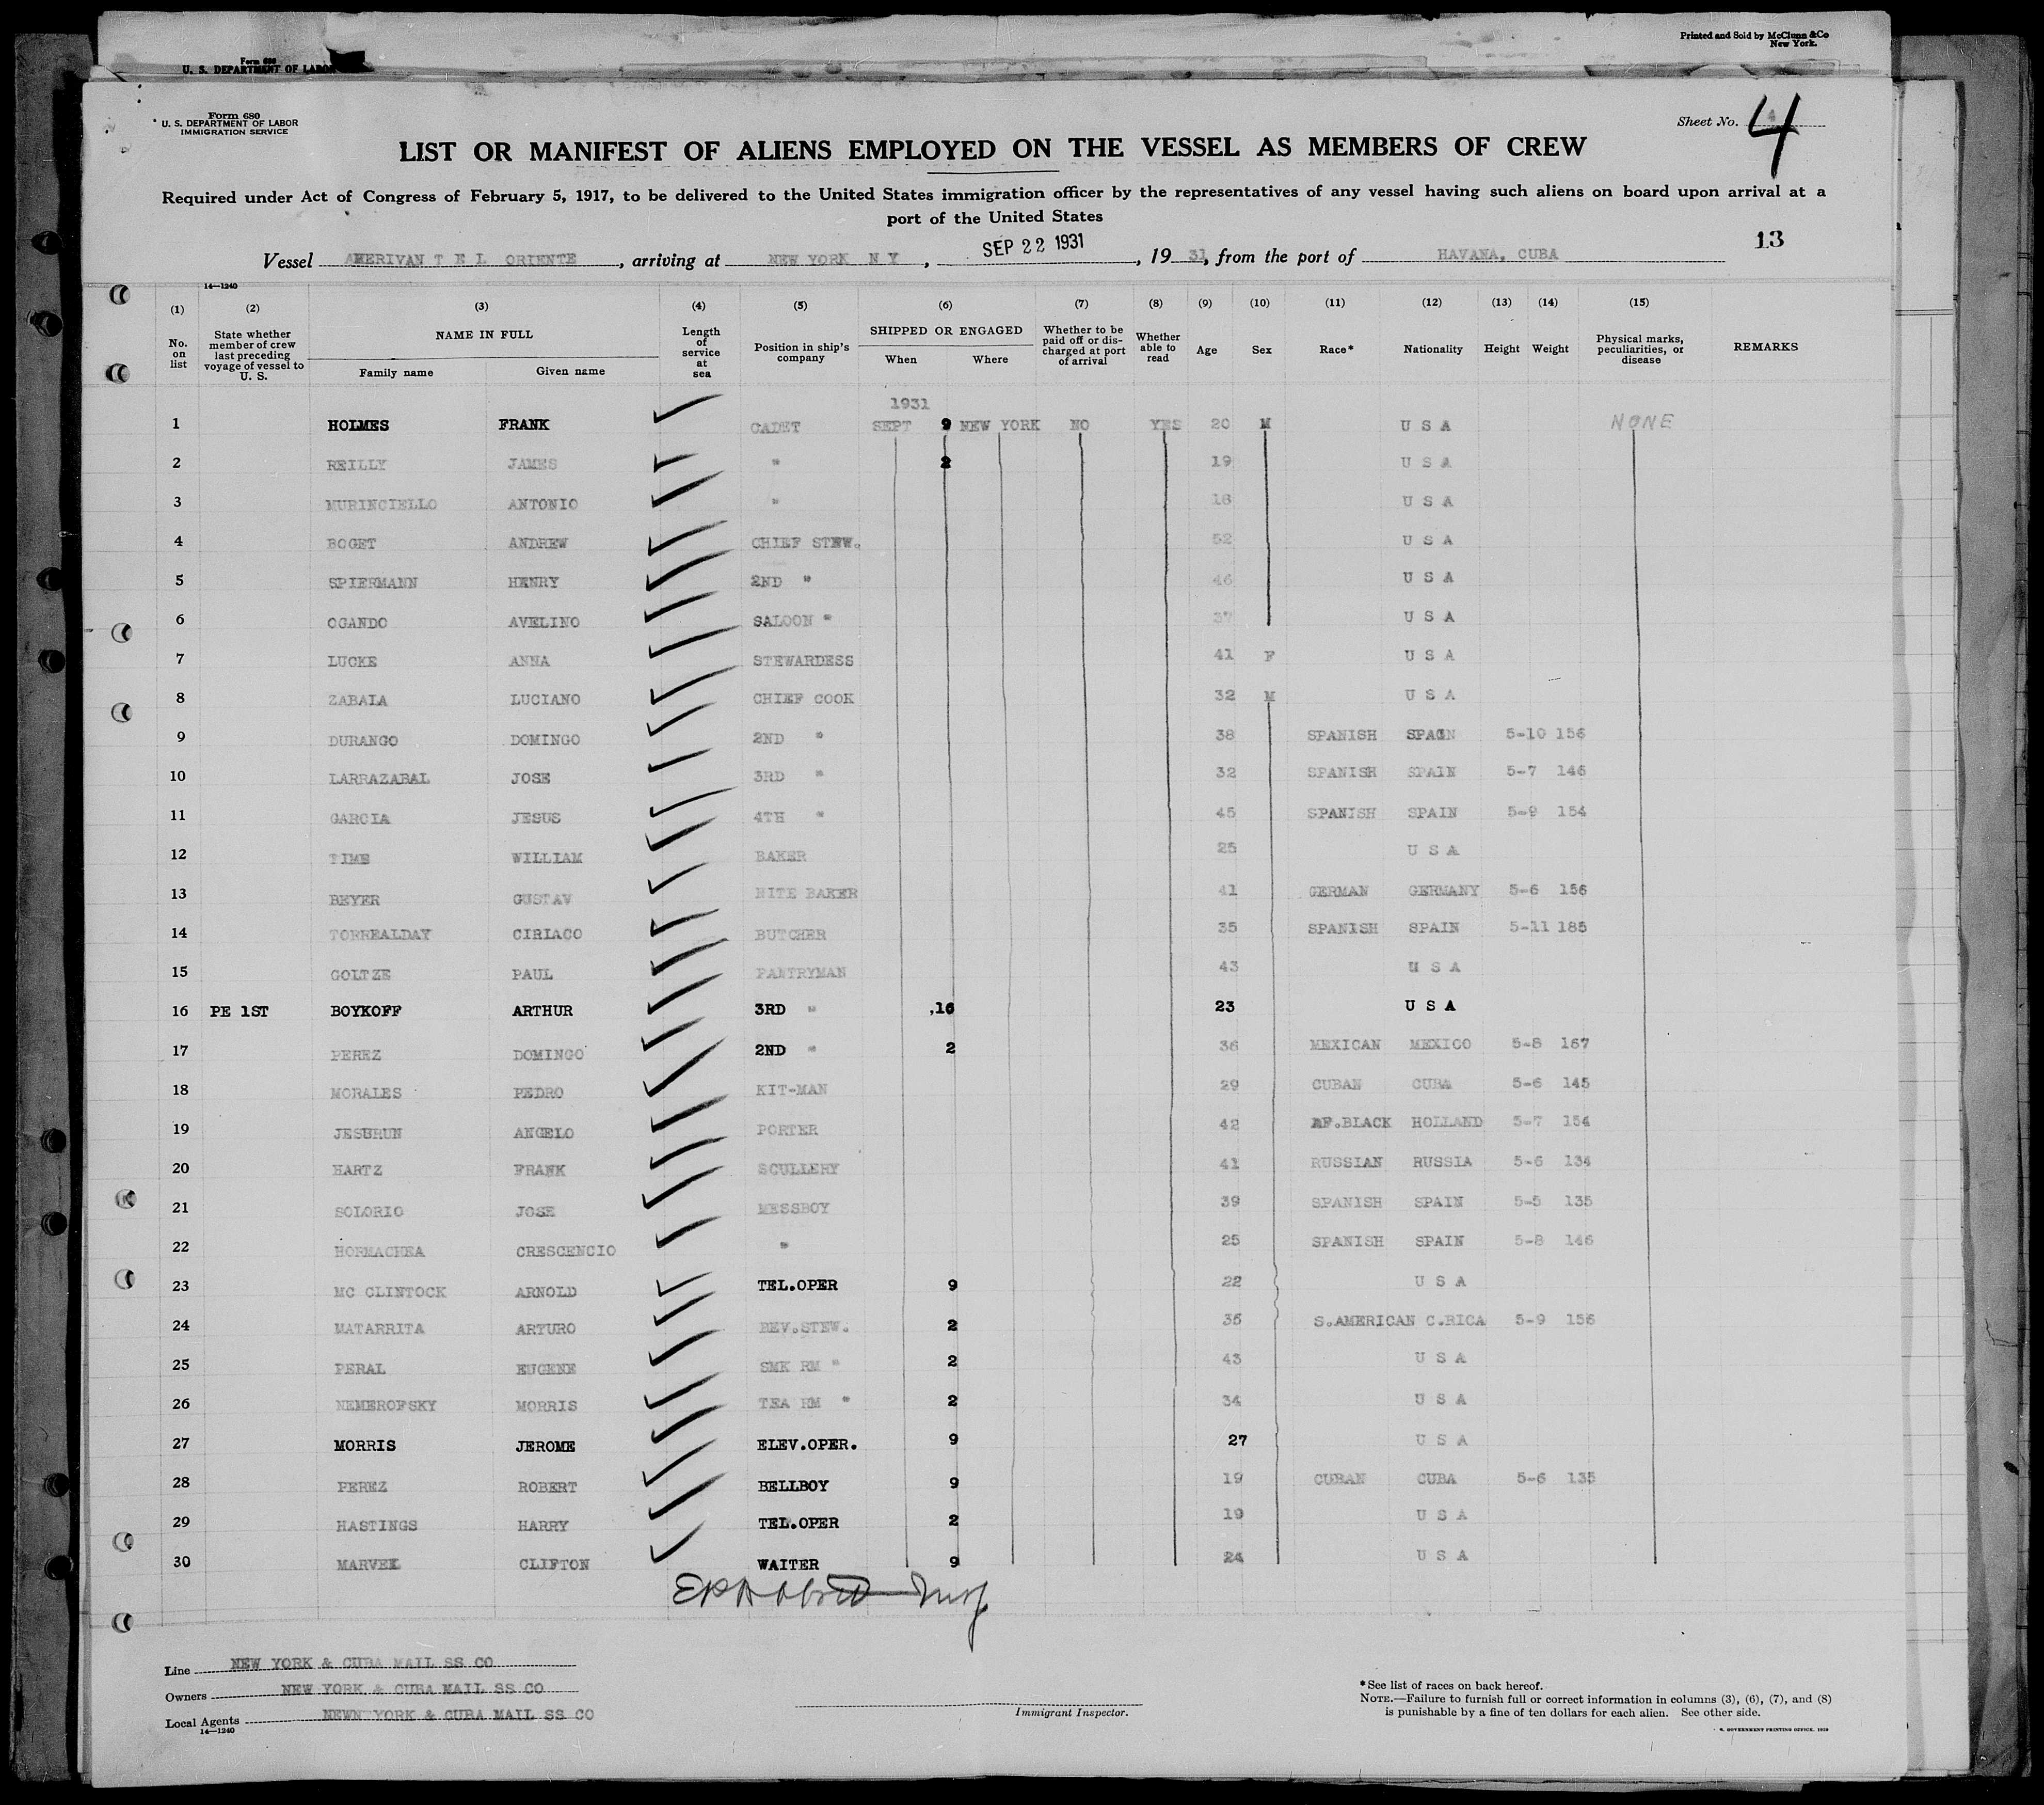 Printed and Sold by McClunn & Co
New York.
Form 680
U. S. DEPARTMENT OF LABOR
Form 680
U. S. DEPARTMENT OF LABOR
IMMIGRATION SERVICE
Sheet No. 4
LIST OR MANIFEST OF ALIENS EMPLOYED ON THE VESSEL AS MEMBERS OF CREW
Required under Act of Congress of February 5, 1917, to be delivered to the United States immigration officer by the representatives of any vessel having such aliens on board upon arrival at a
port of the United States
13
Vessel AMERIVAN T E L ORIENTE, arriving at NEW YORK N Y, SEP 22 1931, 19 31, from the port of HAVANA, CUBA
14—1240
(1) (2) (3) (4) (5) (6) (7) (8) (9) (10) (11) (12) (13) (14) (15)
No. on list
State whether member of crew last preceding voyage of vessel to U. S.
NAME IN FULL
Family name Given name
Length of service at sea
Position in ship's company
SHIPPED OR ENGAGED
When Where
Whether to be paid off or discharged at port of arrival
Whether able to read
Age
Sex
Race*
Nationality
Height
Weight
Physical marks, peculiarities, or disease
REMARKS
1931
1 HOLMES FRANK CADET SEPT 9 NEW YORK NO YES 20 M U S A NONE
2 REILLY JAMES " 2 19 U S A
3 MURINCIELLO ANTONIO " 18 U S A
4 BOGET ANDREW CHIEF STEW. 52 U S A
5 SPIERMANN HENRY 2ND " 46 U S A
6 OGANDO AVELINO SALOON " 37 U S A
7 LUCKE ANNA STEWARDESS 41 F U S A
8 ZABALA LUCIANO CHIEF COOK 32 M U S A
9 DURANGO DOMINGO 2ND " 38 SPANISH SPAIN 5-10 156
10 LARRAZABAL JOSE 3RD " 32 SPANISH SPAIN 5-7 146
11 GARCIA JESUS 4TH " 45 SPANISH SPAIN 5-9 154
12 TIME WILLIAM BAKER 25 U S A
13 BEYER GUSTAV NITE BAKER 41 GERMAN GERMANY 5-6 156
14 TORREALDAY CIRIACO BUTCHER 35 SPANISH SPAIN 5-11 185
15 GOLTZE PAUL PANTRYMAN 43 U S A
16 PE 1ST BOYKOFF ARTHUR 3RD " ,16 23 U S A
17 PEREZ DOMINGO 2ND " 2 36 MEXICAN MEXICO 5-8 167
18 MORALES PEDRO KIT-MAN 29 CUBAN CUBA 5-6 145
19 JESURUN ANGELO PORTER 42 AF.BLACK HOLLAND 5-7 154
20 HARTZ FRANK SCULLERY 41 RUSSIAN RUSSIA 5-6 134
21 SOLORIO JOSE MESSBOY 39 SPANISH SPAIN 5-5 135
22 HORMACHEA CRESCENCIO " 25 SPANISH SPAIN 5-8 146
23 MC CLINTOCK ARNOLD TEL.OPER 9 22 U S A
24 MATARRITA ARTURO BEV.STEW. 2 35 S.AMERICAN C.RICA 5-9 156
25 PERAL EUGENE SMK RM " 2 43 U S A
26 NEMEROFSKY MORRIS TEA RM " 2 34 U S A
27 MORRIS JEROME ELEV.OPER. 9 27 U S A
28 PEREZ ROBERT BELLBOY 9 19 CUBAN CUBA 5-6 135
29 HASTINGS HARRY TEL.OPER 2 19 U S A
30 MARVEK CLIFTON WAITER 9 24 U S A
Line NEW YORK & CUBA MAIL SS CO
Owners NEW YORK & CUBA MAIL SS CO
Local Agents NEWN YORK & CUBA MAIL SS CO
14—1240
Immigrant Inspector.
*See list of races on back hereof.
NOTE.—Failure to furnish full or correct information in columns (3), (6), (7), and (8)
is punishable by a fine of ten dollars for each alien. See other side.